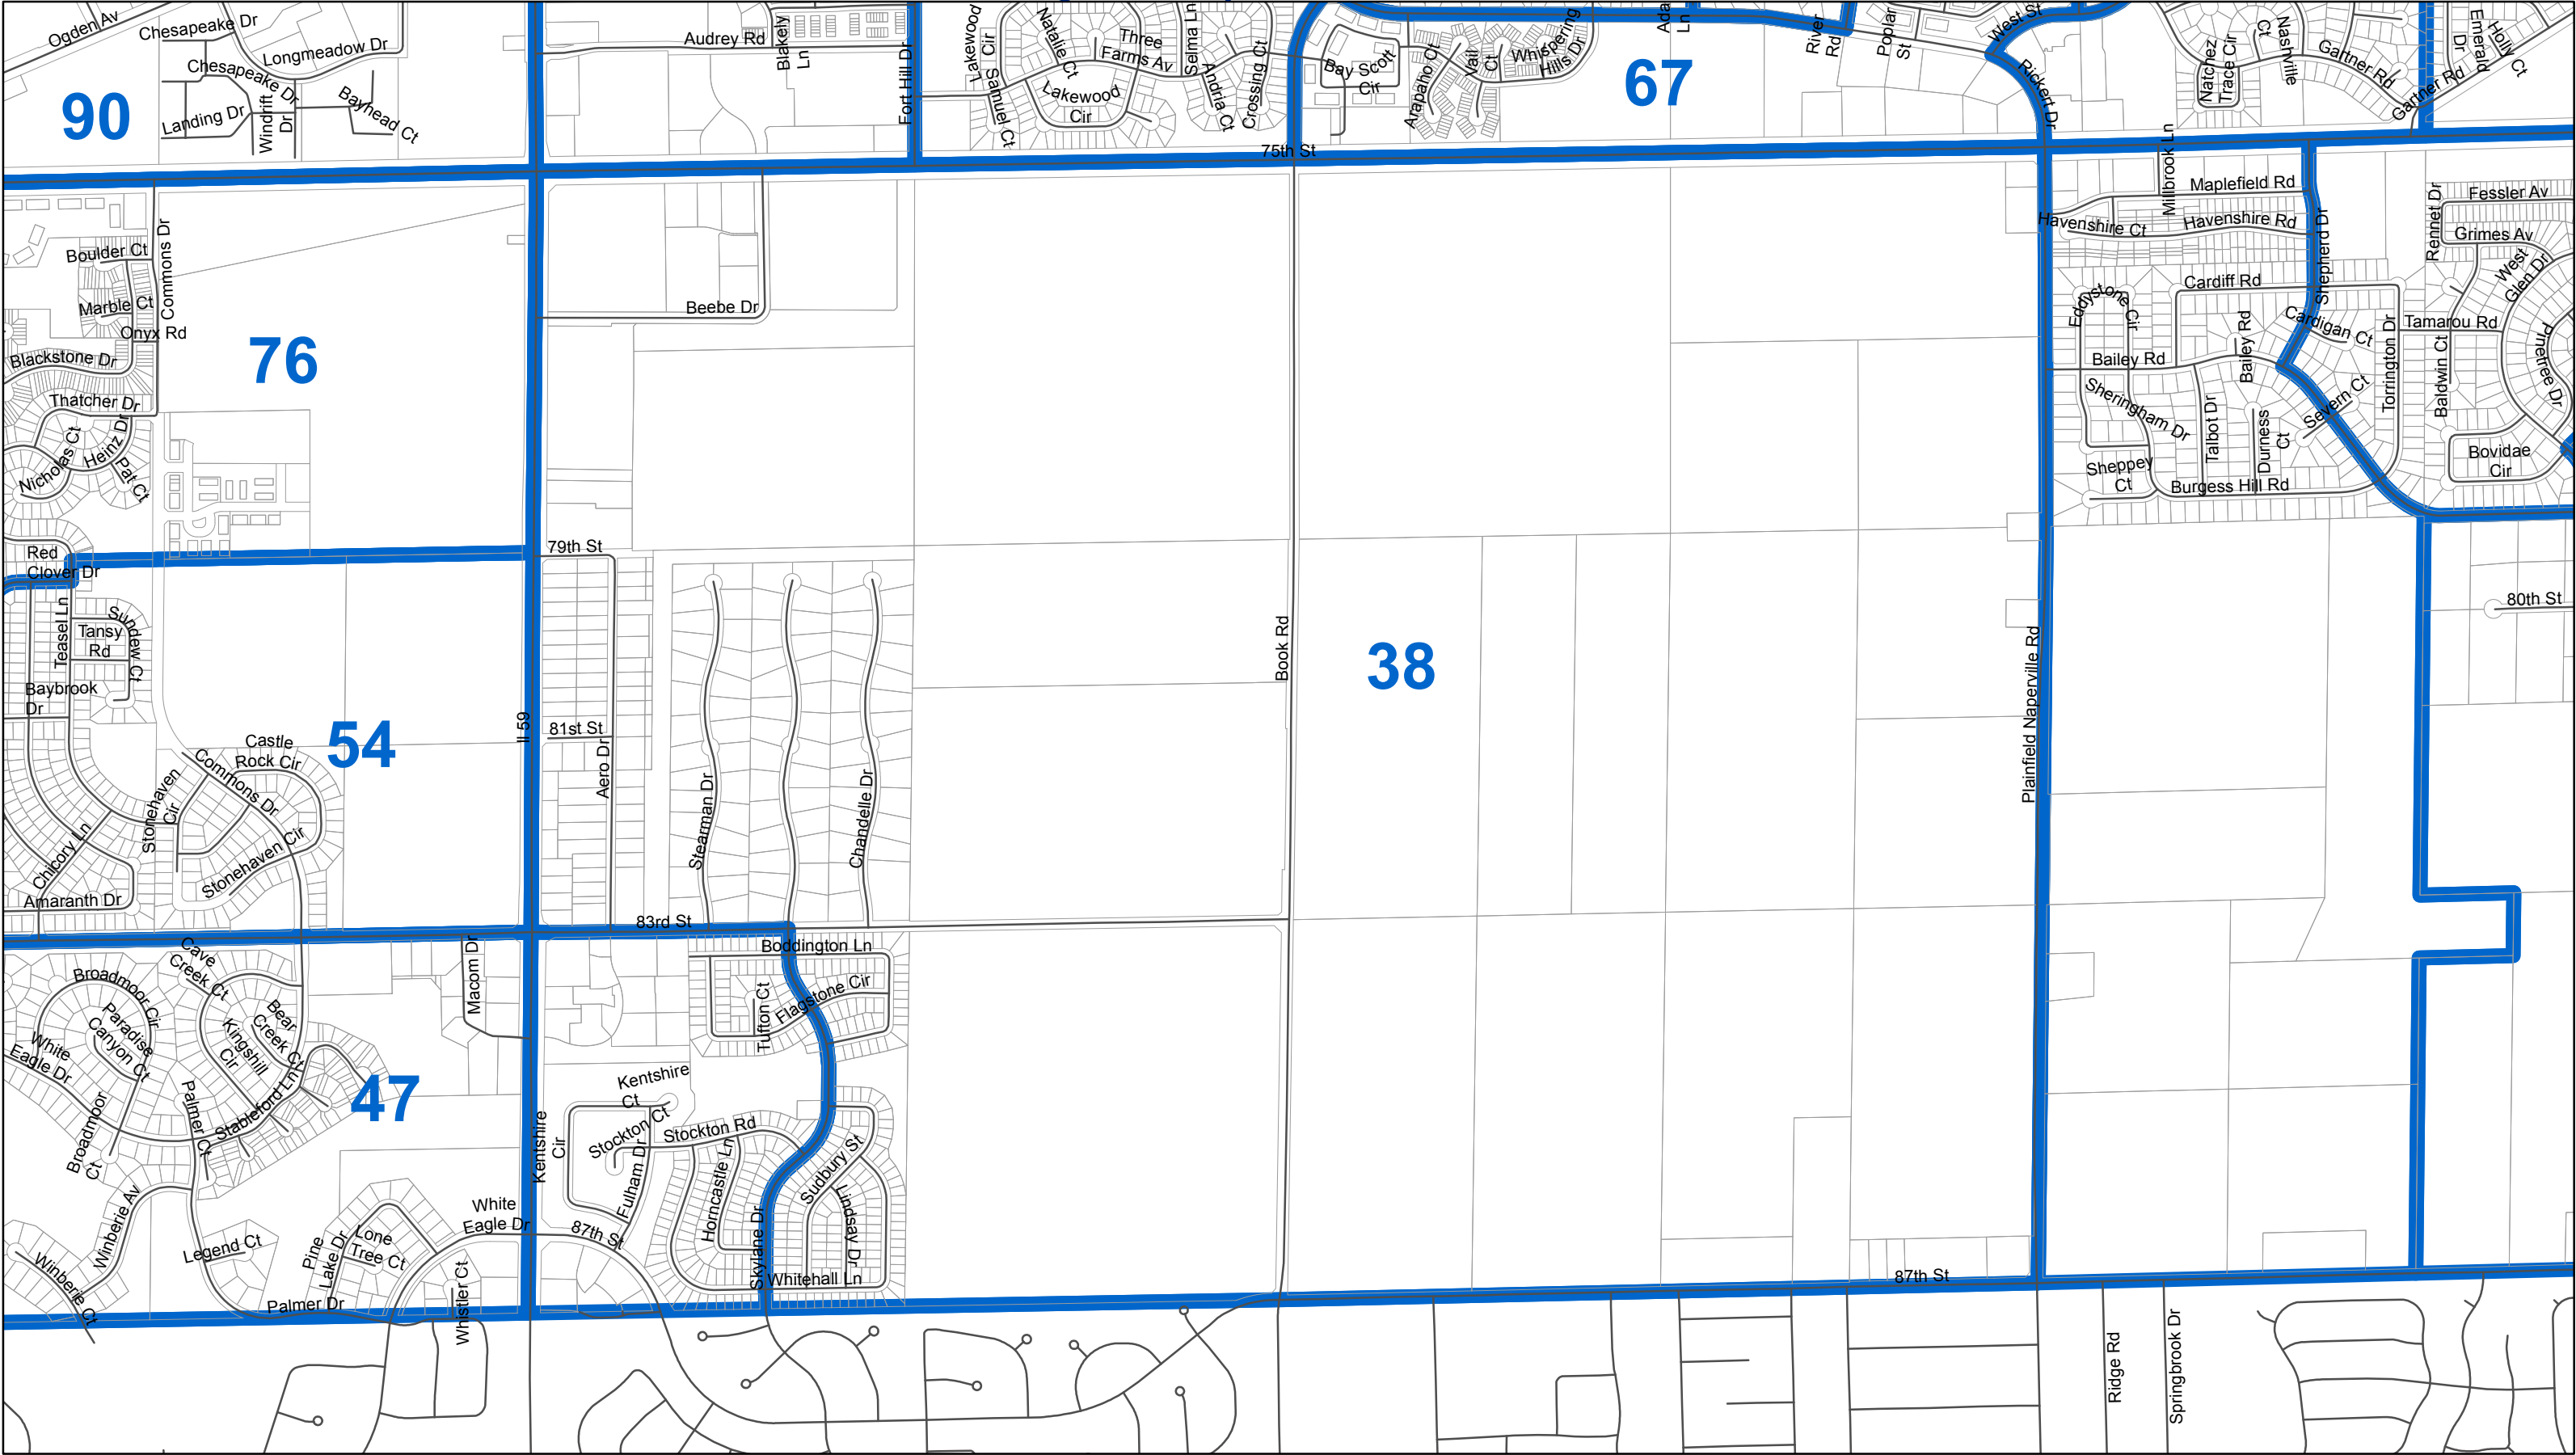 Ogden Av
Chesapeake Dr
Longmeadow Dr
Chesapeake Dr
Landing Dr
Windrift
Dr
Bayhead Ct
90
Audrey Rd
Blakely
Ln
Fort Hill Dr
Lakewood
Cir
Samuel Ct
Natalie Ct
Three
Farms Av
Lakewood
Cir
Selma Ln
Andria Ct
Crossing Ct
75th St
Bay Scott
Cir
Arapaho Ct
Vail
Ct
Whispering
Hills Dr
67
Ada
Ln
River
Rd
Poplar
St
West St
Rickert Dr
Natchez
Trace Cir
Ct
Nashville
Gartner Rd
Gartner Rd
Emerald
Dr
Holly
Ct
Millbrook Ln
Maplefield Rd
Havenshire Ct
Havenshire Rd
Shepherd Dr
Rennet Dr
Fessler Av
Grimes Av
West
Glen Dr
Cardiff Rd
Eddystone
Cir
Bailey Rd
Bailey Rd
Cardigan Ct
Tamarou Rd
Torrington Dr
Baldwin Ct
Pinetree Dr
Sheringham Dr
Talbot Dr
Dunness
Ct
Severn Ct
Sheppey
Ct
Burgess Hill Rd
Bovidae
Cir
80th St
Boulder Ct
Commons Dr
Marble Ct
Onyx Rd
Blackstone Dr
Thatcher Dr
Nicholas Ct
Heinz Dr
Pat Ct
76
Beebe Dr
Red
Clover Dr
Teasel Ln
Sundew Ct
Tansy
Rd
Baybrook
Dr
54
Il 59
79th St
81st St
Aero Dr
Stearman Dr
Chandelle Dr
Book Rd
38
Plainfield Naperville Rd
Castle
Rock Cir
Commons Dr
Stonehaven
Cir
Stonehaven Cir
Chicory Ln
Amaranth Dr
83rd St
Cave
Creek Ct
Broadmoor Cir
Paradise
Canyon Ct
White
Eagle Dr
Bear
Creek Ct
Kingshill
Cir
Broadmoor
Ct
Palmer Ct
Stableford Ln
47
Macom Dr
Boddington Ln
Tufton Ct
Flagstone Cir
Kentshire
Ct
Kentshire
Cir
Stockton Ct
Stockton Rd
Fulham Dr
Horncastle Ln
Sudbury St
Lindsay Dr
Skylane Dr
Whitehall Ln
87th St
White
Eagle Dr
Winberie Av
Winberie Ct
Legend Ct
Pine
Lake Dr
Lone
Tree Ct
Palmer Dr
Whistler Ct
87th St
Ridge Rd
Springbrook Dr